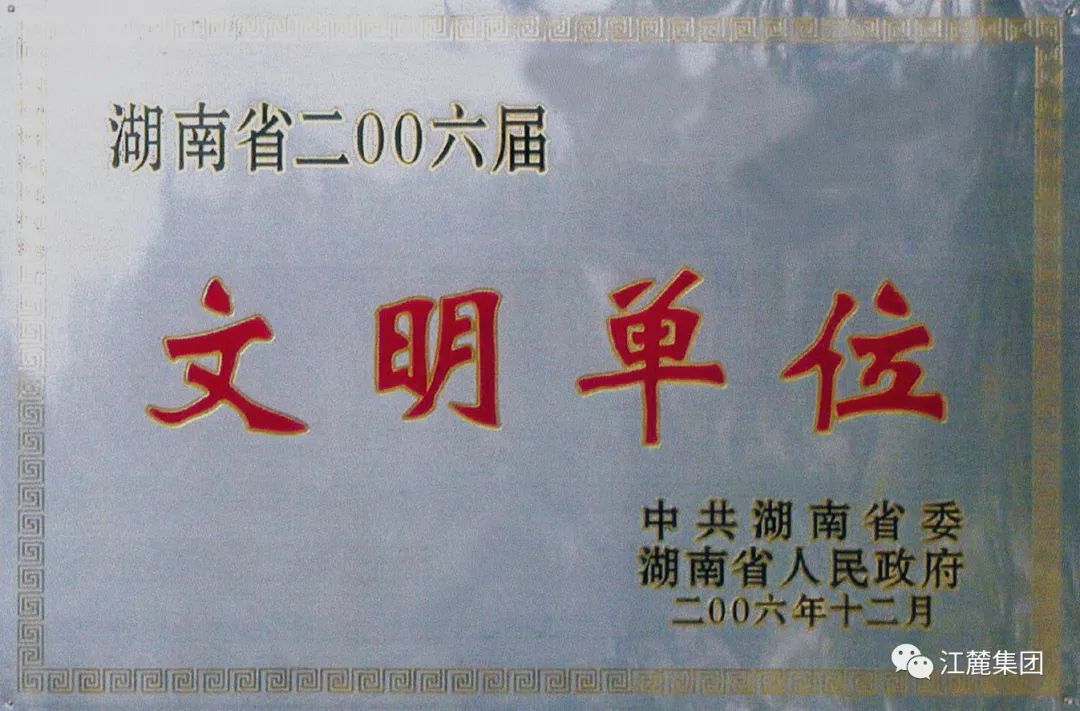 湖南省二00六届
文明单位
中共湖南省委
湖南省人民政府
二00六年十二月
江麓集团